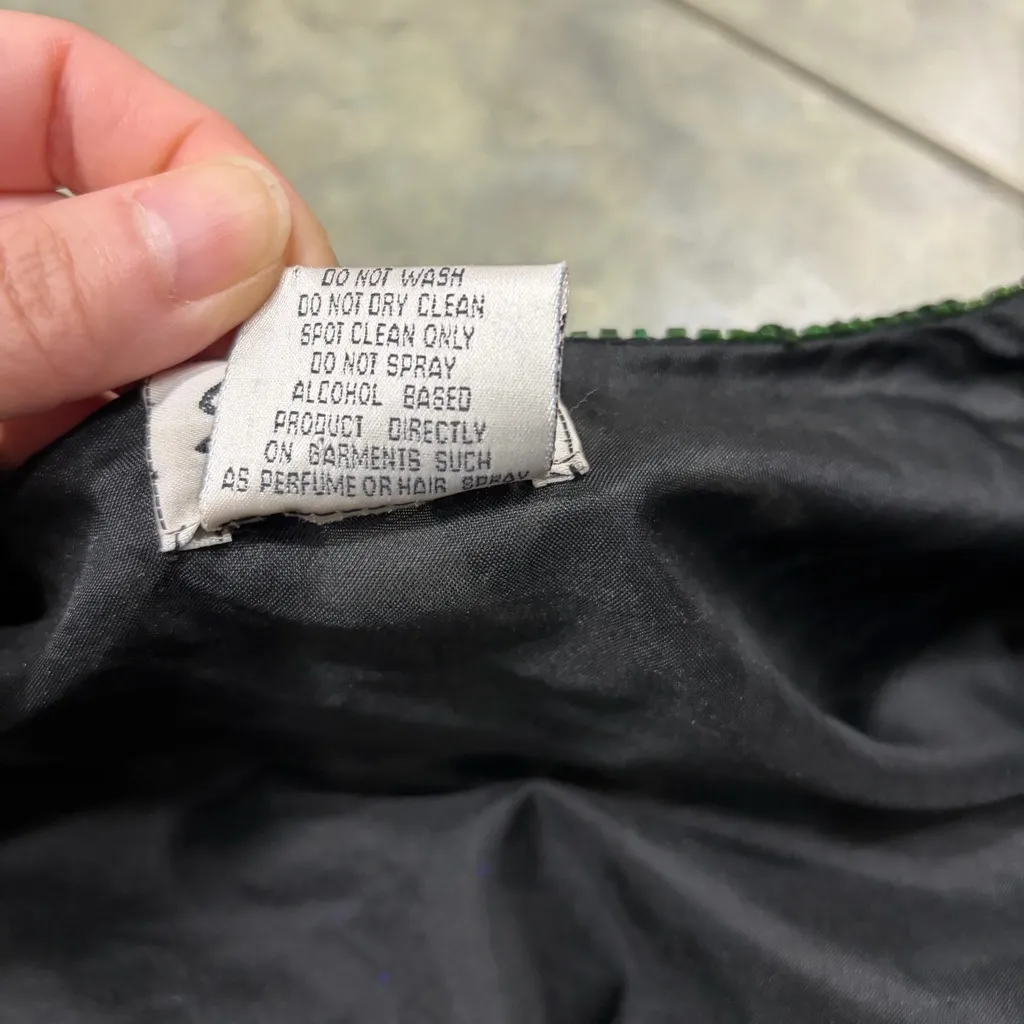 DO NOT WASH
DO NOT DRY CLEAN
SPOT CLEAN ONLY
DO NOT SPRAY
ALCOHOL BASED
PRODUCT DIRECTLY
ON GARMENTS SUCH
AS PERFUME OR HAIR SPRAY